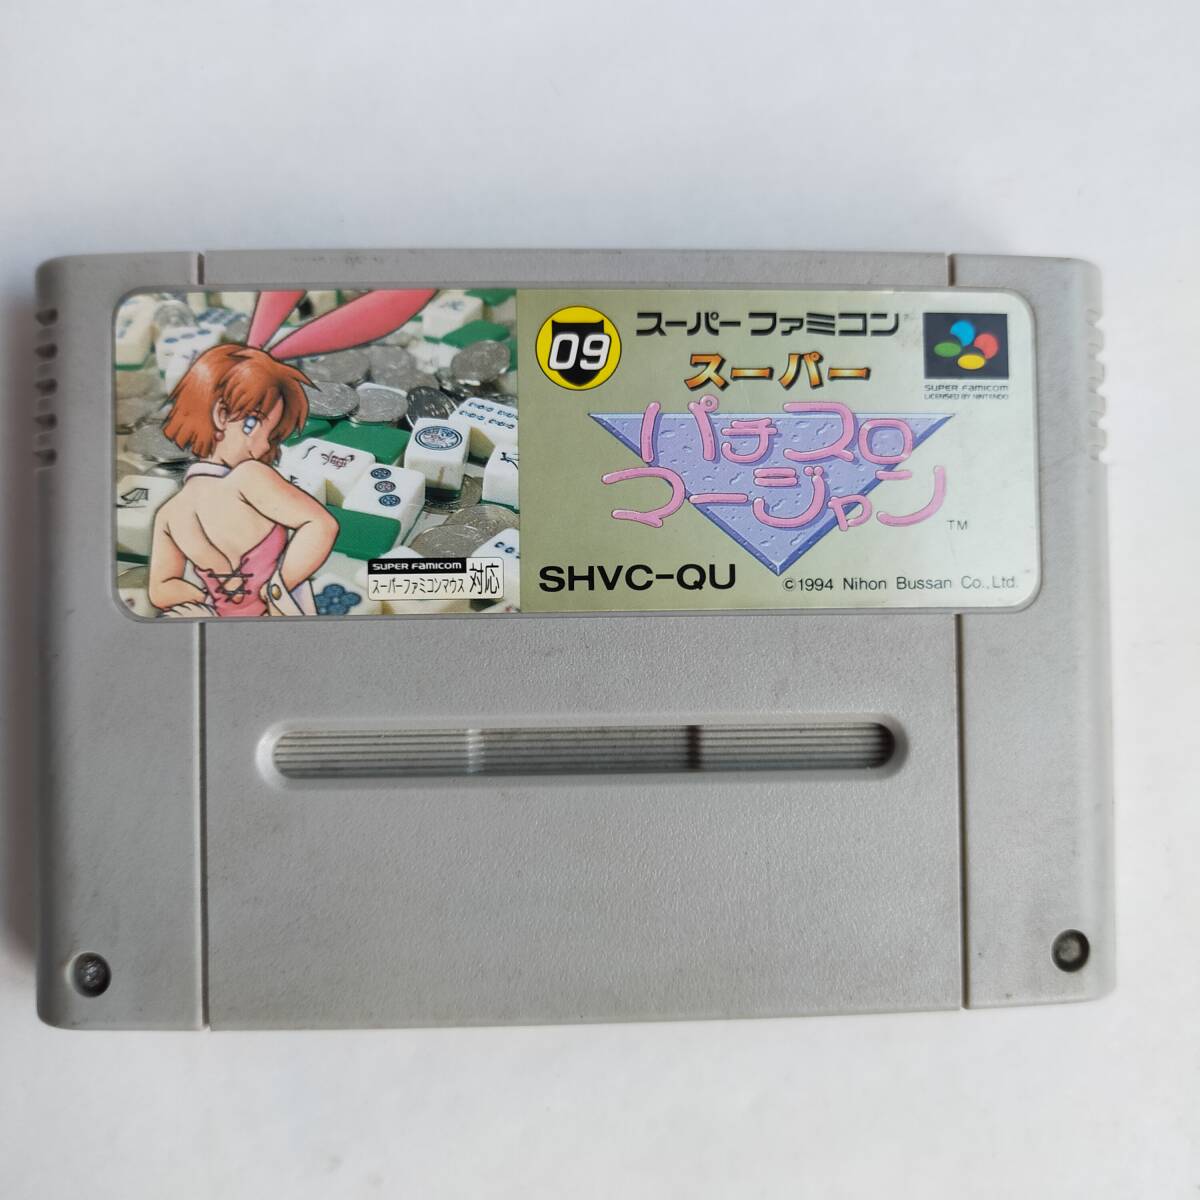 09
スーパーファミコン
スーパー
パチスロ
マージャン
TM
SUPER FAMICOM
LICENSED BY NINTENDO
SUPER FAMICOM
スーパーファミコンマウス 対応
SHVC-QU
©1994 Nihon Bussan Co.,Ltd.